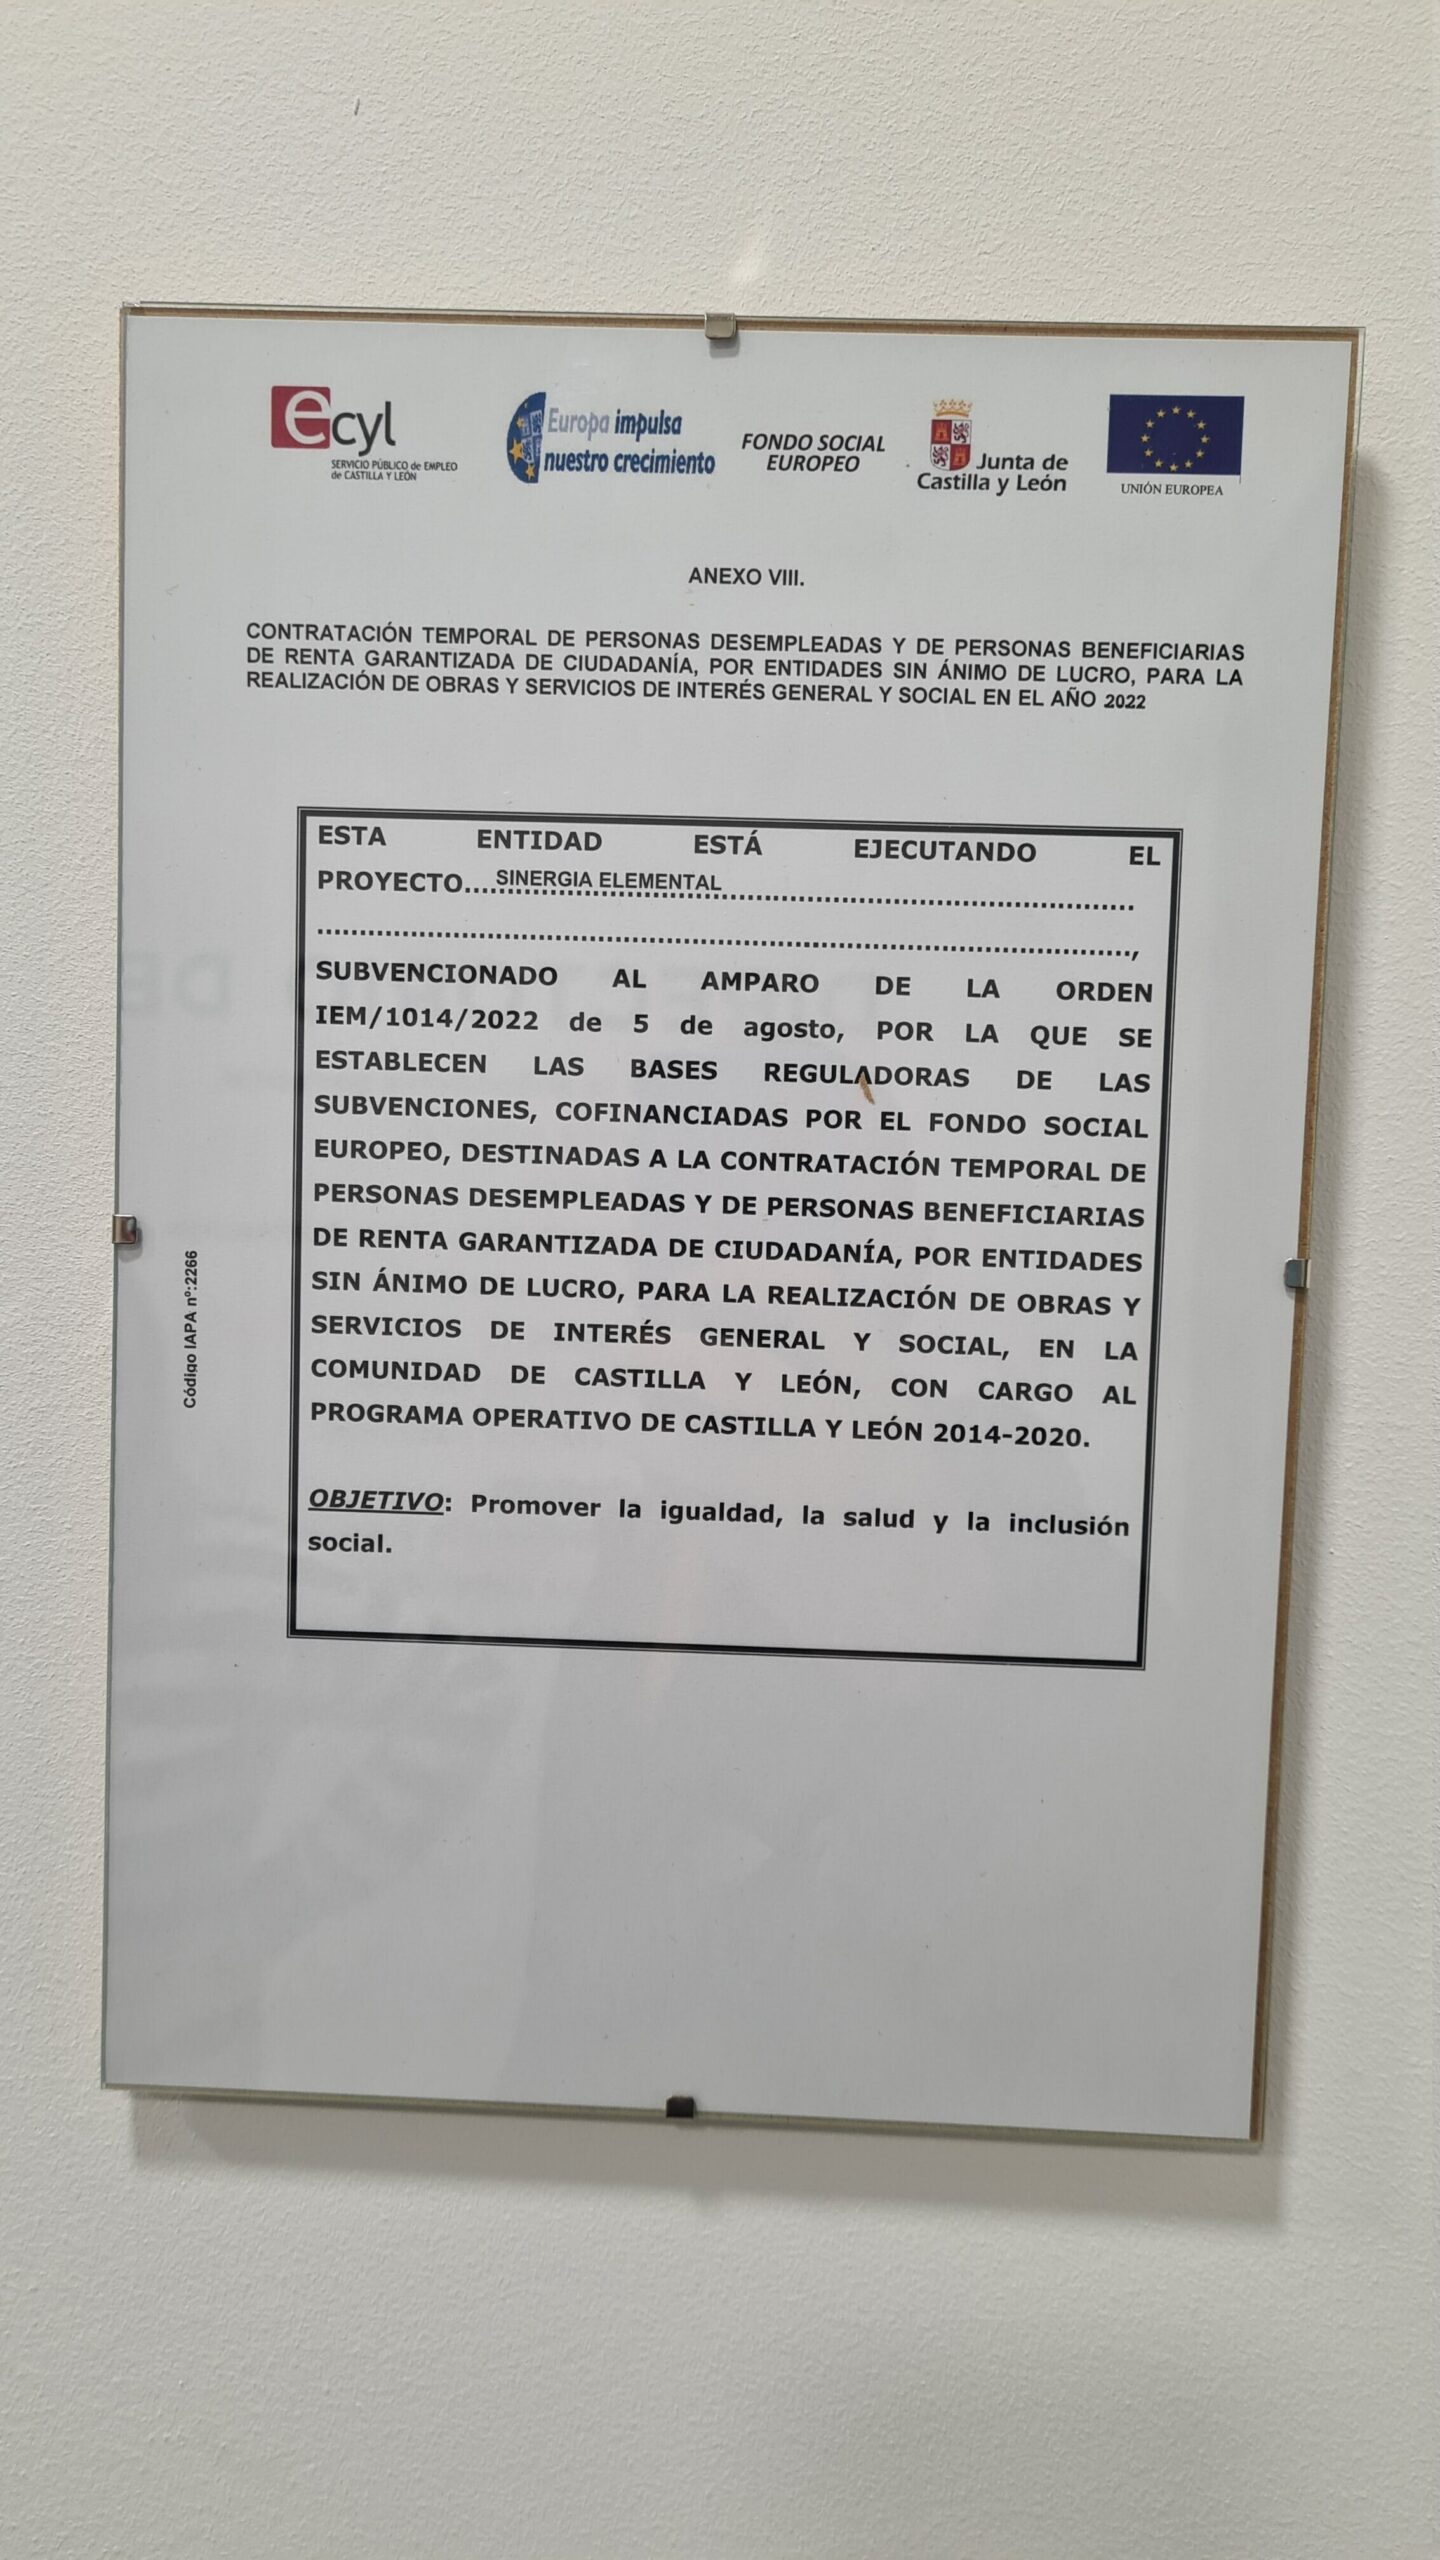 ecyl
SERVICIO PÚBLICO de EMPLEO
de CASTILLA Y LEÓN
Europa impulsa
nuestro crecimiento
FONDO SOCIAL
EUROPEO
Junta de
Castilla y León
UNIÓN EUROPEA
ANEXO VIII.
CONTRATACIÓN TEMPORAL DE PERSONAS DESEMPLEADAS Y DE PERSONAS BENEFICIARIAS
DE RENTA GARANTIZADA DE CIUDADANÍA, POR ENTIDADES SIN ÁNIMO DE LUCRO, PARA LA
REALIZACIÓN DE OBRAS Y SERVICIOS DE INTERÉS GENERAL Y SOCIAL EN EL AÑO 2022
ESTA ENTIDAD ESTÁ EJECUTANDO EL
PROYECTO....SINERGIA ELEMENTAL..............................
..............................,
SUBVENCIONADO AL AMPARO DE LA ORDEN
IEM/1014/2022 de 5 de agosto, POR LA QUE SE
ESTABLECEN LAS BASES REGULADORAS DE LAS
SUBVENCIONES, COFINANCIADAS POR EL FONDO SOCIAL
EUROPEO, DESTINADAS A LA CONTRATACIÓN TEMPORAL DE
PERSONAS DESEMPLEADAS Y DE PERSONAS BENEFICIARIAS
DE RENTA GARANTIZADA DE CIUDADANÍA, POR ENTIDADES
SIN ÁNIMO DE LUCRO, PARA LA REALIZACIÓN DE OBRAS Y
SERVICIOS DE INTERÉS GENERAL Y SOCIAL, EN LA
COMUNIDAD DE CASTILLA Y LEÓN, CON CARGO AL
PROGRAMA OPERATIVO DE CASTILLA Y LEÓN 2014-2020.
OBJETIVO: Promover la igualdad, la salud y la inclusión
social.
Código IAPA nº:2266